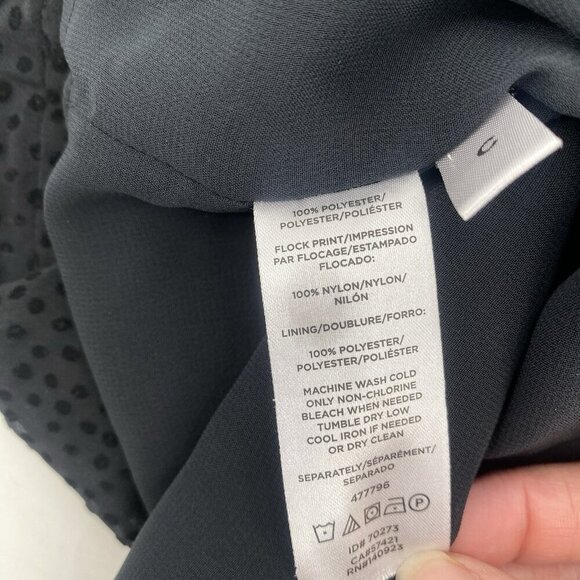 100% POLYESTER/
POLYESTER/POLIÉSTER
FLOCK PRINT/IMPRESSION
PAR FLOCAGE/ESTAMPADO
FLOCADO:
100% NYLON/NYLON/
NILÓN
LINING/DOUBLURE/FORRO:
100% POLYESTER/
POLYESTER/POLIÉSTER
MACHINE WASH COLD
ONLY NON-CHLORINE
BLEACH WHEN NEEDED
TUMBLE DRY LOW
COOL IRON IF NEEDED
OR DRY CLEAN
SEPARATELY/SÉPARÉMENT/
SEPARADO
477796
ID# 70273
CA#57421
RN#140923